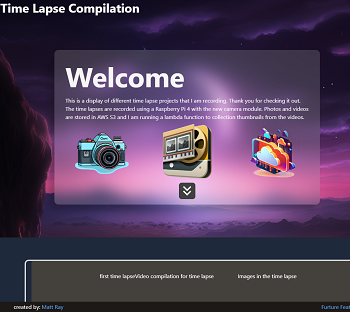 Time Lapse Compilation
Welcome
This is a display of different time lapse projects that I am recording. Thank you for checking it out.
The time lapses are recorded using a Raspberry Pi 4 with the new camera module. Photos and videos
are stored in AWS S3 and I am running a lambda function to collection thumbnails from the videos.
first time lapseVideo compilation for time lapse
Images in the time lapse
created by: Matt Ray
Furture Feat